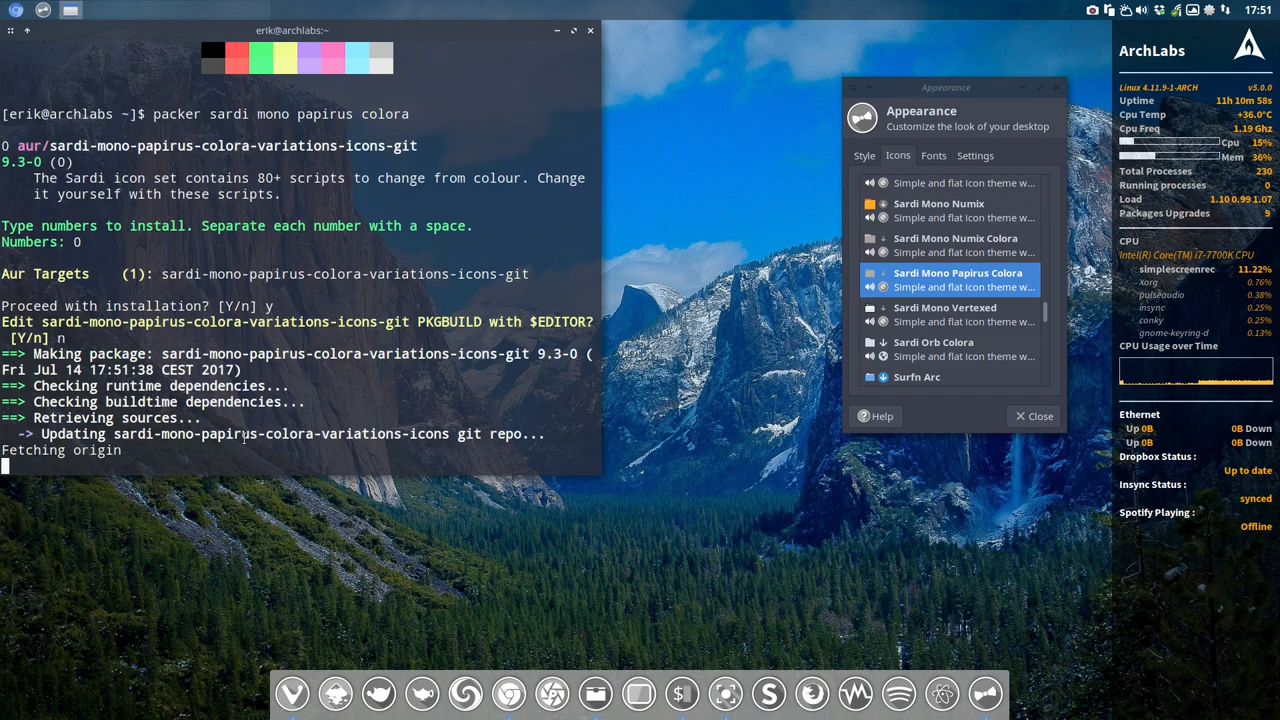 17:51
erik@archlabs:~
[erik@archlabs ~]$ packer sardi mono papirus colora
0 aur/sardi-mono-papirus-colora-variations-icons-git
9.3-0 (0)
The Sardi icon set contains 80+ scripts to change from colour. Change
it yourself with these scripts.
Type numbers to install. Separate each number with a space.
Numbers: 0
Aur Targets    (1): sardi-mono-papirus-colora-variations-icons-git
Proceed with installation? [Y/n] y
Edit sardi-mono-papirus-colora-variations-icons-git PKGBUILD with $EDITOR?
[Y/n] n
==> Making package: sardi-mono-papirus-colora-variations-icons-git 9.3-0 (
Fri Jul 14 17:51:38 CEST 2017)
==> Checking runtime dependencies...
==> Checking buildtime dependencies...
==> Retrieving sources...
-> Updating sardi-mono-papirus-colora-variations-icons git repo...
Fetching origin
Appearance
Appearance
Customize the look of your desktop
Style Icons Fonts Settings
Simple and flat icon theme w...
Sardi Mono Numix
Simple and flat icon theme w...
Sardi Mono Numix Colora
Simple and flat icon theme w...
Sardi Mono Papirus Colora
Simple and flat icon theme w...
Sardi Mono Vertexed
Simple and flat icon theme w...
Sardi Orb Colora
Simple and flat icon theme w...
Surfn Arc
Help Close
ArchLabs
Linux 4.11.9-1-ARCH v5.0.0
Uptime 11h 10m 58s
Cpu Temp +36.0°C
Cpu Freq 1.19 Ghz
Cpu 15%
Mem 36%
Total Processes 230
Running processes 0
Load 1.10 0.99 1.07
Packages Upgrades 9
CPU
Intel(R) Core(TM) i7-7700K CPU
simplescreenrec 11.22%
Xorg 0.76%
pulseaudio 0.38%
insync 0.25%
conky 0.25%
gnome-keyring-d 0.13%
CPU Usage over Time
Ethernet
Up 0B 0B Down
Up 0B 0B Down
Dropbox Status :
Up to date
Insync Status :
synced
Spotify Playing :
Offline